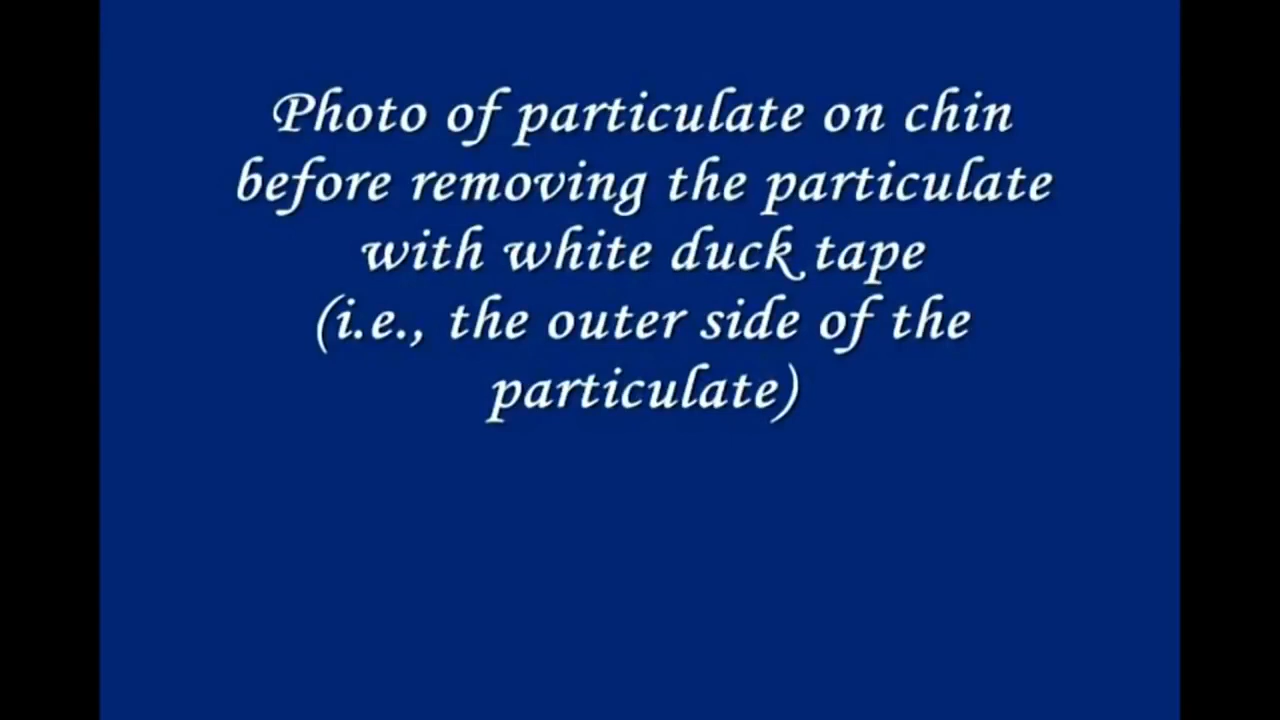 Photo of particulate on chin
before removing the particulate
with white duck tape
(i.e., the outer side of the
particulate)